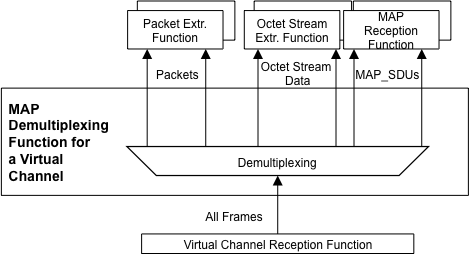 Packet Extr.
Function
Octet Stream
Extr. Function
MAP
Reception
Function
Packets
Octet Stream
Data
MAP_SDUs
MAP
Demultiplexing
Function for
a Virtual
Channel
Demultiplexing
All Frames
Virtual Channel Reception Function